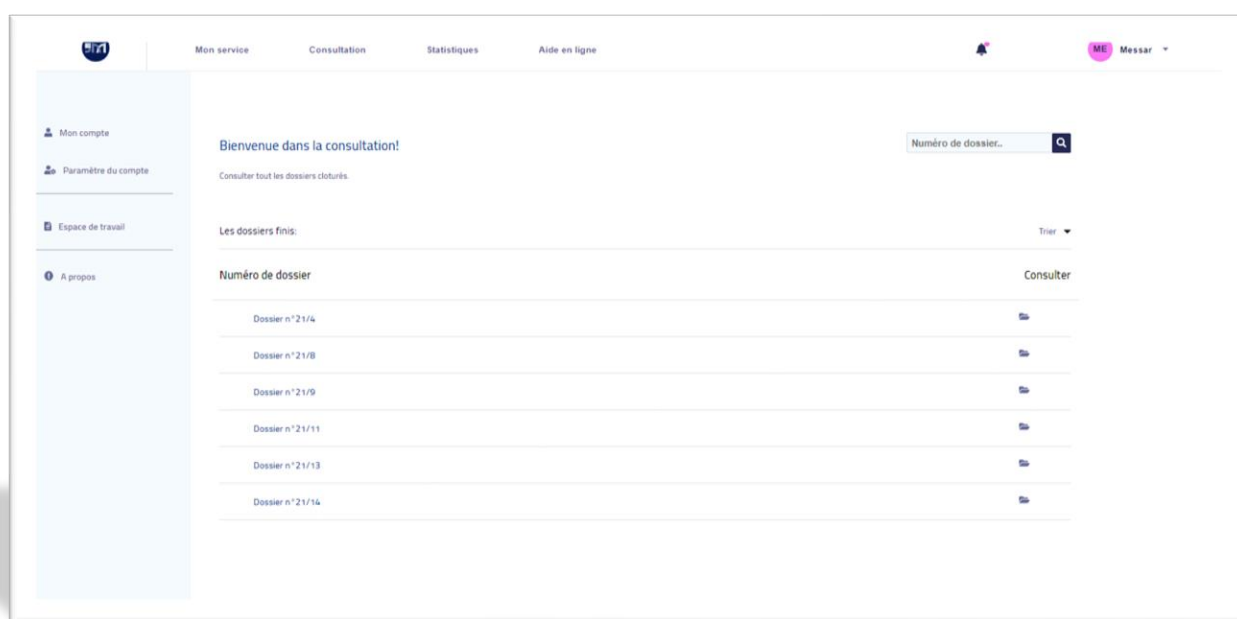 Mon service Consultation Statistiques Aide en ligne ME Messar
Mon compte
Paramètre du compte
Espace de travail
A propos
Bienvenue dans la consultation!
Numéro de dossier..
Consulter tout les dossiers cloturés.
Les dossiers finis: Trier
Numéro de dossier Consulter
Dossier n°21/4
Dossier n°21/8
Dossier n°21/9
Dossier n°21/11
Dossier n°21/13
Dossier n°21/14